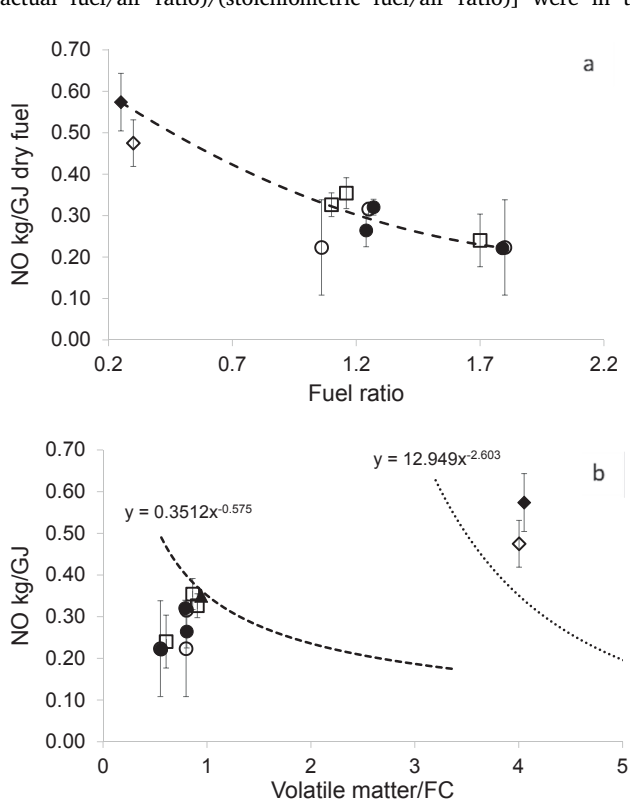 actual fuel/air ratio)/(stoichiometric fuel/air ratio)] were in t
0.70
a
0.60
0.50
0.40
0.30
0.20
0.10
0.00
NO kg/GJ dry fuel
0.2 0.7 1.2 1.7 2.2
Fuel ratio
0.70
y = 12.949x-2.603
b
0.60
y = 0.3512x-0.575
0.50
0.40
0.30
0.20
0.10
0.00
NO kg/GJ
0 1 2 3 4 5
Volatile matter/FC